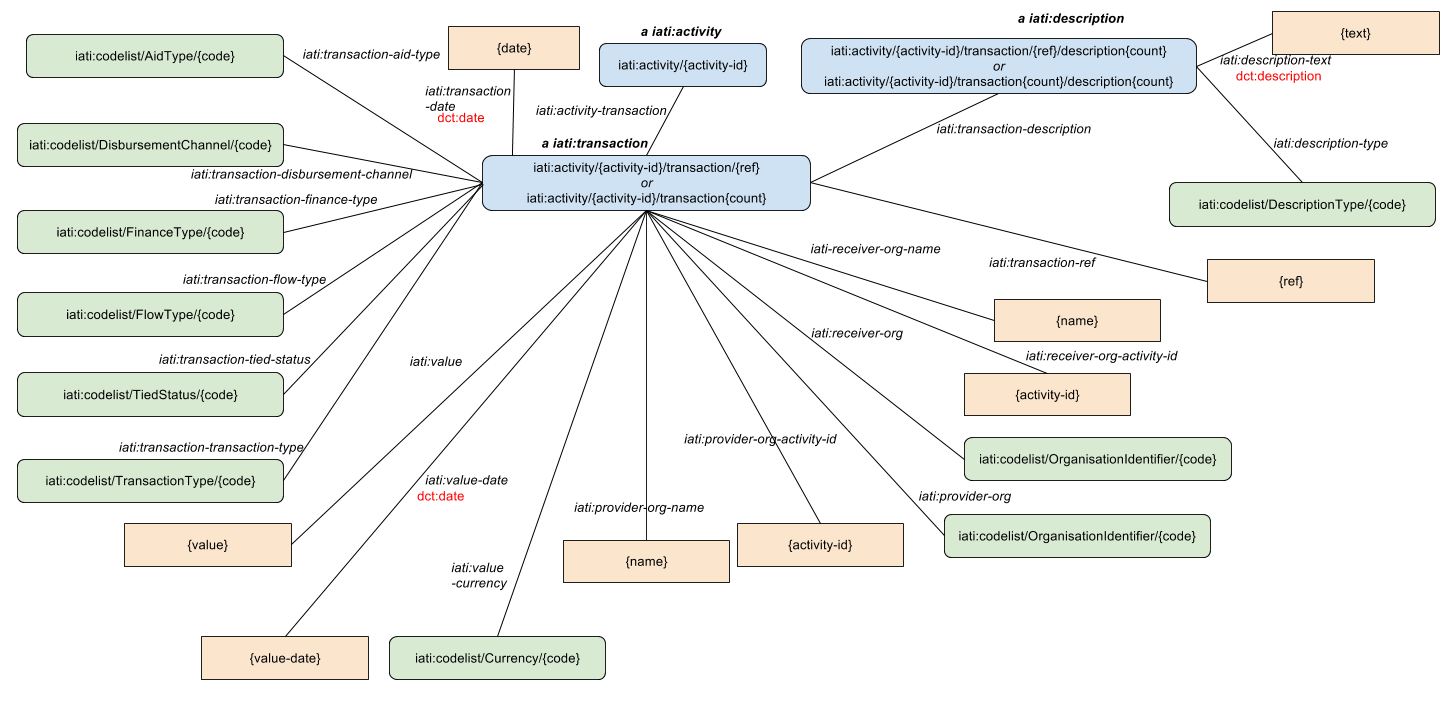 a iati:description
a iati:activity
{text}
{date}
iati:codelist/AidType/{code}
iati:transaction-aid-type
iati:activity/{activity-id}
iati:activity/{activity-id}/transaction/{ref}/description{count}
or
iati:activity/{activity-id}/transaction{count}/description{count}
iati:description-text
dct:description
iati:transaction
-date
dct:date
iati:activity-transaction
iati:transaction-description
a iati:transaction
iati:codelist/DisbursementChannel/{code}
iati:description-type
iati:transaction-disbursement-channel
iati:activity/{activity-id}/transaction/{ref}
or
iati:activity/{activity-id}/transaction{count}
iati:transaction-finance-type
iati:codelist/DescriptionType/{code}
iati:codelist/FinanceType/{code}
iati-receiver-org-name
iati:transaction-ref
iati:transaction-flow-type
{ref}
iati:codelist/FlowType/{code}
{name}
iati:receiver-org
iati:transaction-tied-status
iati:value
iati:receiver-org-activity-id
iati:codelist/TiedStatus/{code}
{activity-id}
iati:transaction-transaction-type
iati:provider-org-activity-id
iati:codelist/OrganisationIdentifier/{code}
iati:codelist/TransactionType/{code}
iati:value-date
dct:date
iati:provider-org-name
iati:provider-org
iati:codelist/OrganisationIdentifier/{code}
{value}
{activity-id}
{name}
iati:value
-currency
{value-date}
iati:codelist/Currency/{code}